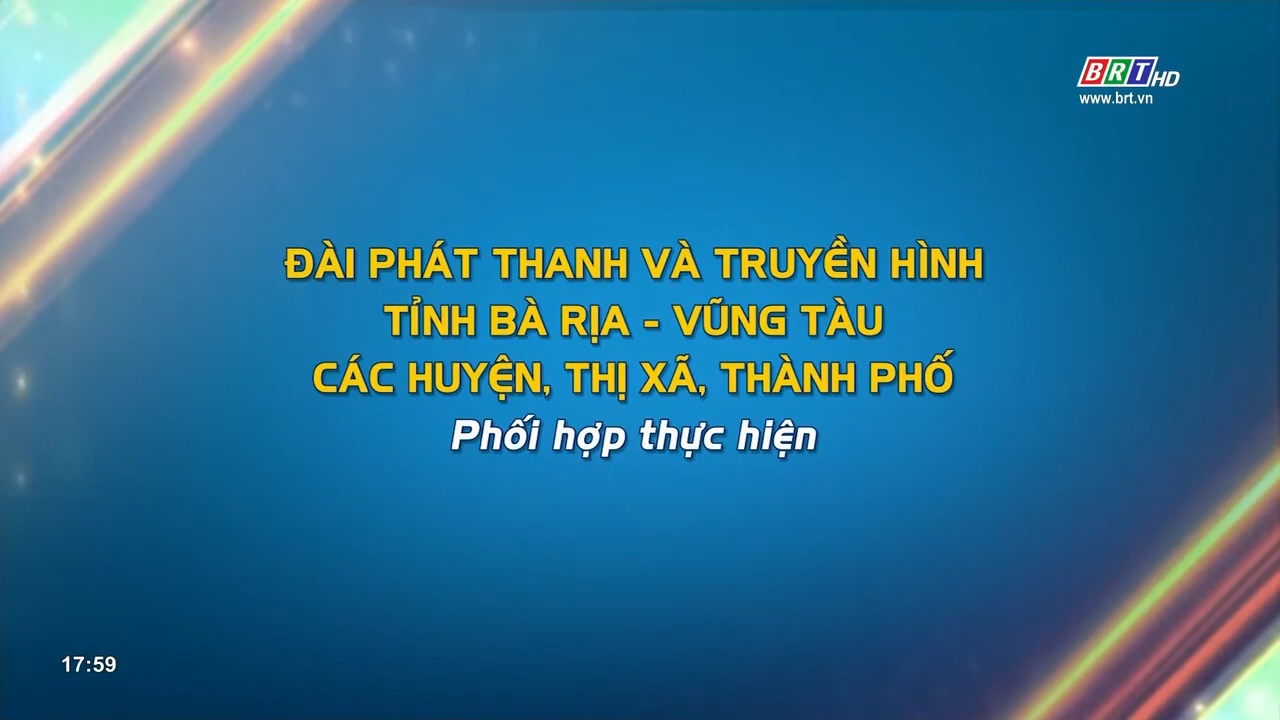 BRT HD
www.brt.vn
ĐÀI PHÁT THANH VÀ TRUYỀN HÌNH
TỈNH BÀ RỊA - VŨNG TÀU
CÁC HUYỆN, THỊ XÃ, THÀNH PHỐ
Phối hợp thực hiện
17:59